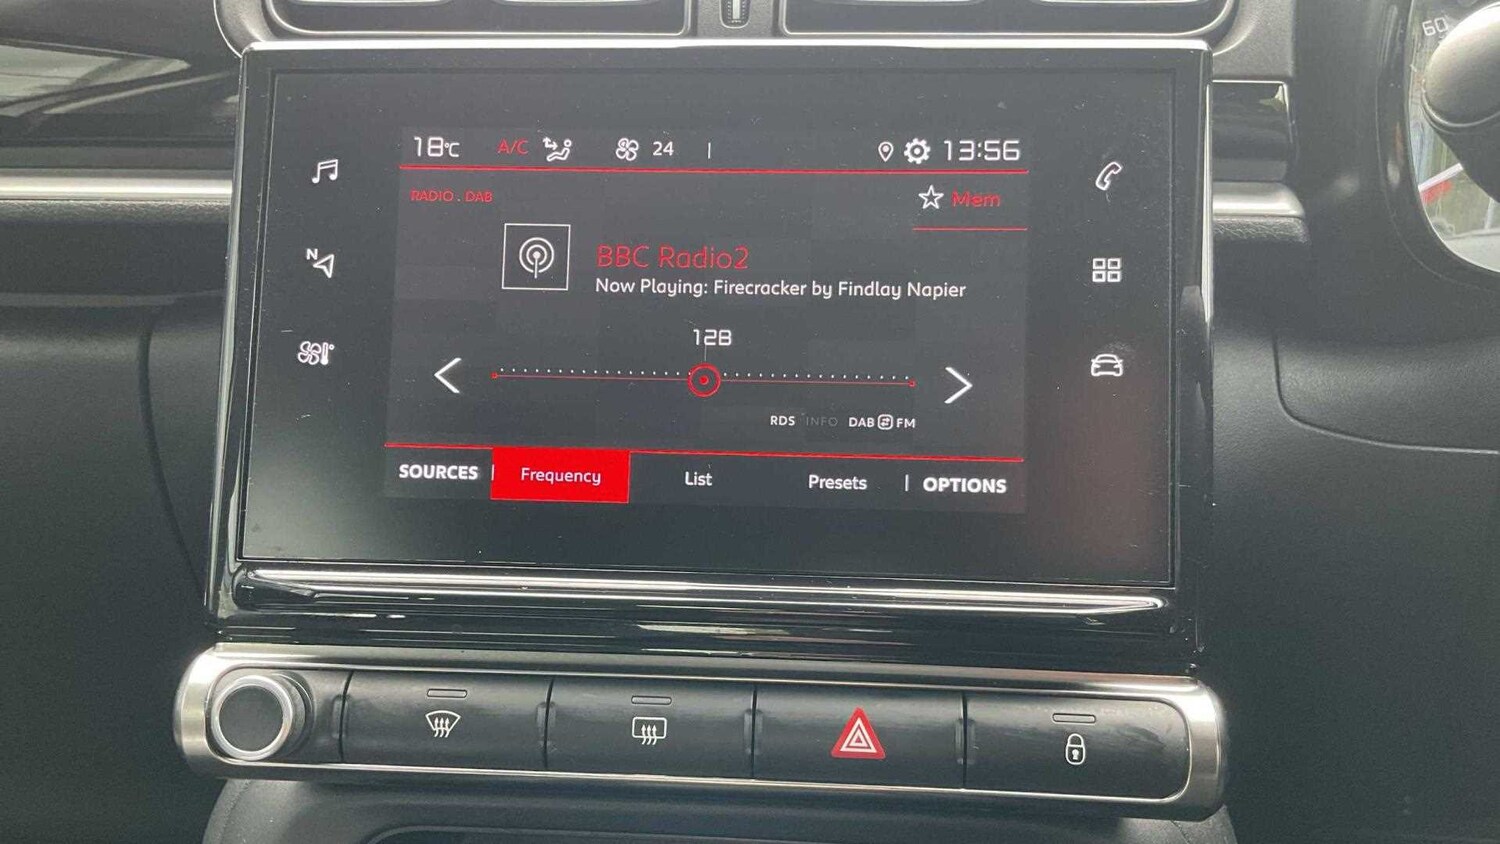 18°C A/C 24 | 13:56
60
RADIO . DAB
Mem
N
BBC Radio2
Now Playing: Firecracker by Findlay Napier
12B
RDS INFO DAB FM
SOURCES | Frequency List Presets | OPTIONS